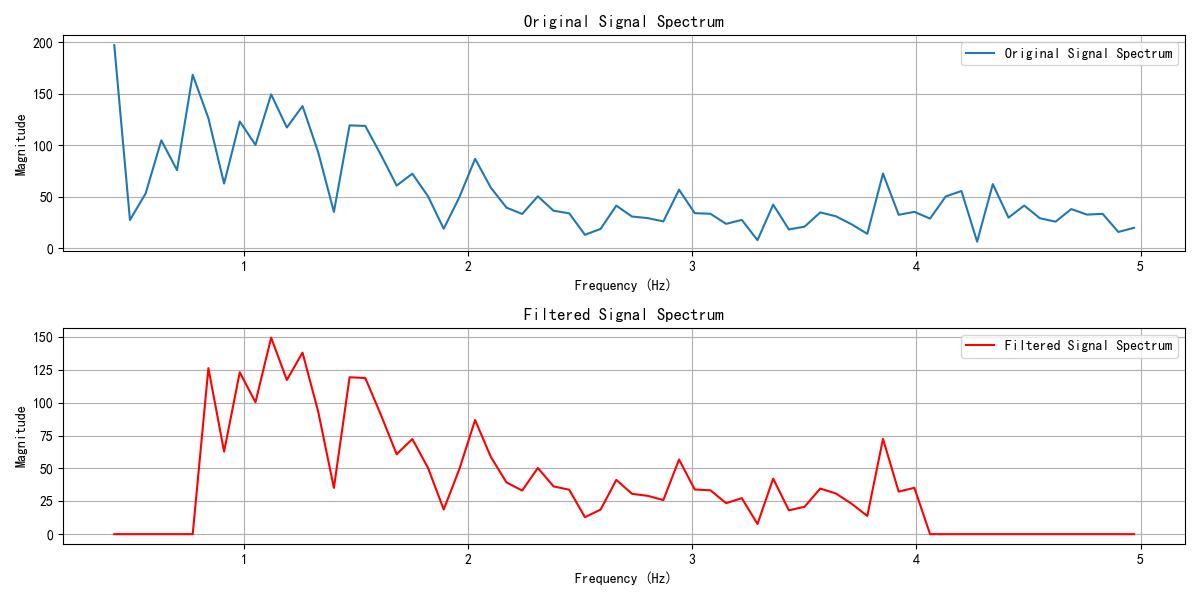 Original Signal Spectrum
200
150
100
50
0
Magnitude
Original Signal Spectrum
1 2 3 4 5
Frequency (Hz)
Filtered Signal Spectrum
150
125
100
75
50
25
0
Magnitude
Filtered Signal Spectrum
1 2 3 4 5
Frequency (Hz)